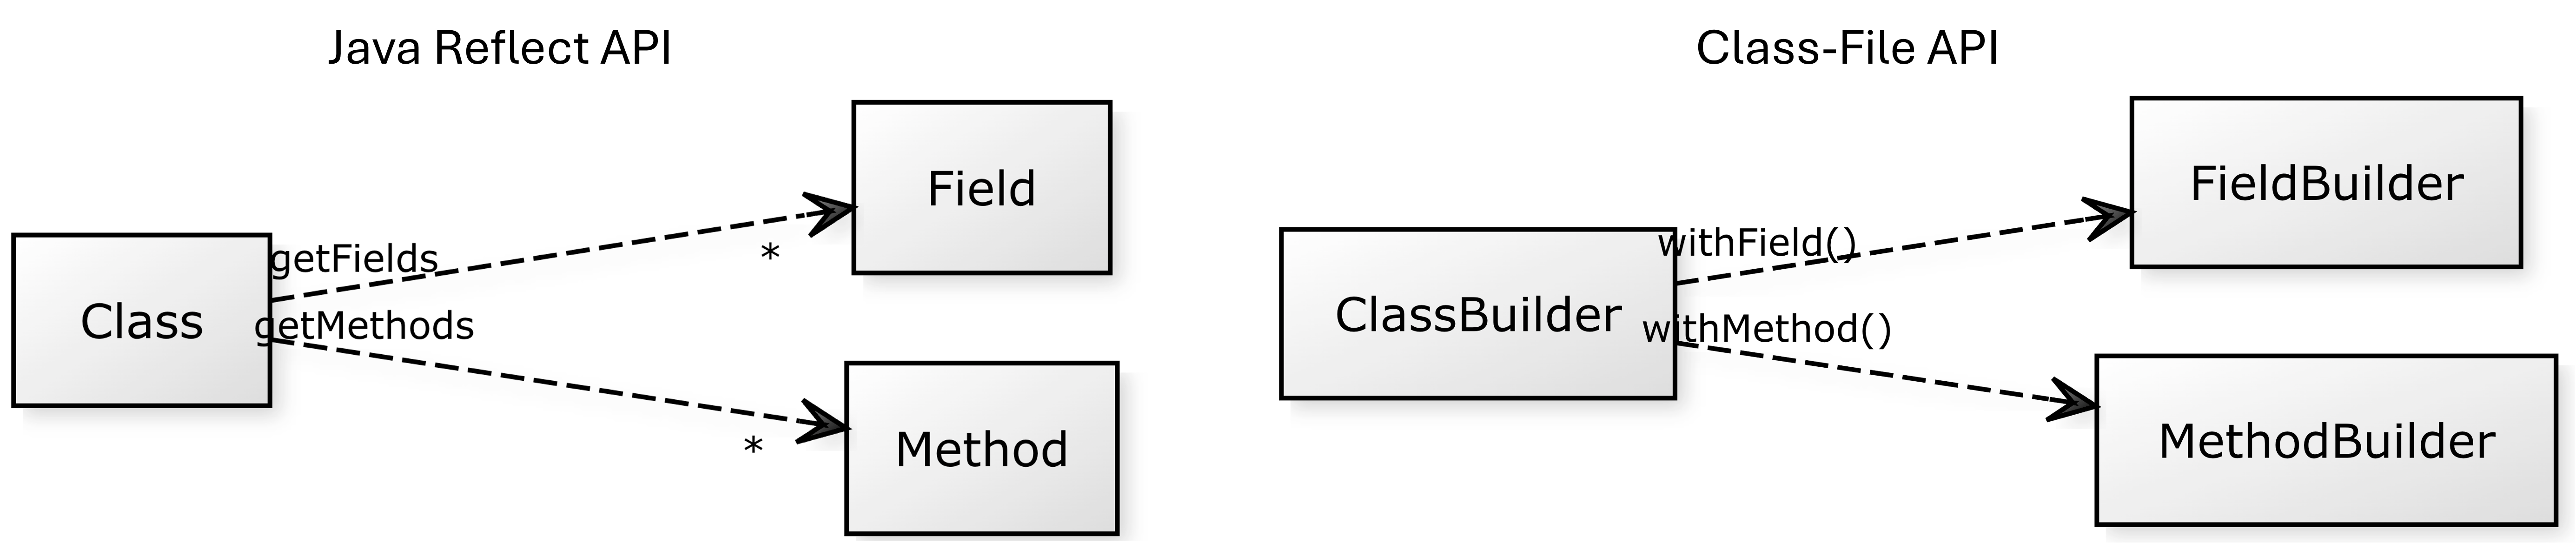 Java Reflect API
Class
getFields
*
Field
getMethods
*
Method
Class-File API
ClassBuilder
withField()
FieldBuilder
withMethod()
MethodBuilder